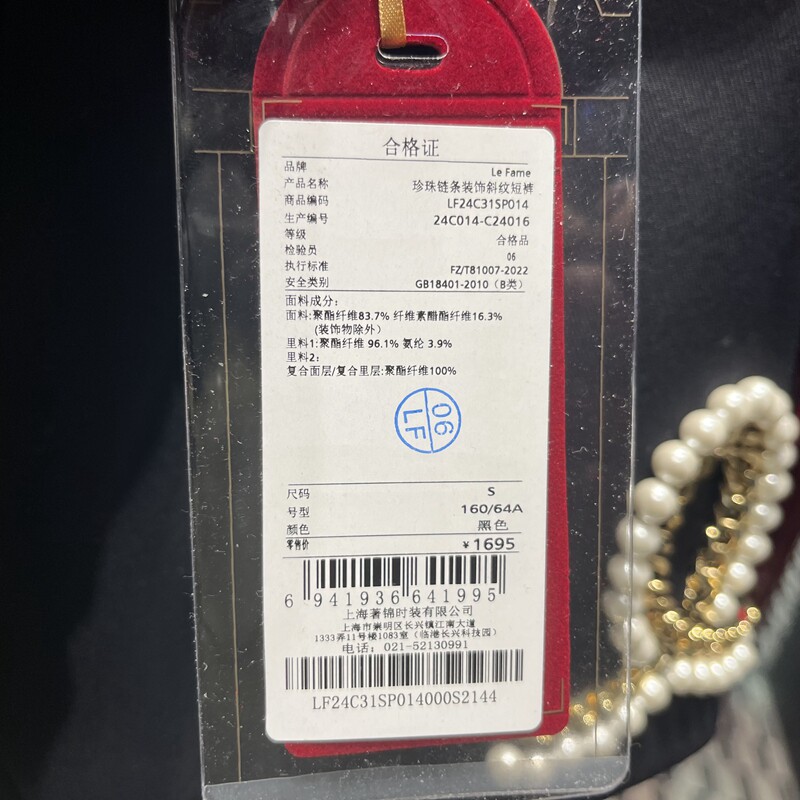 合格证
品牌 Le Fame
产品名称 珍珠链条装饰斜纹短裤
商品编码 LF24C31SP014
生产编号 24C014-C24016
等级 合格品
检验员 06
执行标准 FZ/T81007-2022
安全类别 GB18401-2010（B类）
面料成分：
面料:聚酯纤维83.7% 纤维素醋酯纤维16.3%
(装饰物除外）
里料1:聚酯纤维 96.1% 氨纶 3.9%
里料2:
复合面层/复合里层:聚酯纤维100%
06
LF
尺码 S
号型 160/64A
颜色 黑色
零售价 ¥1695
6 941936 641995
上海著锦时装有限公司
上海市崇明区长兴镇江南大道
1333弄11号楼1083室（临港长兴科技园）
电话：021-52130991
LF24C31SP014000S2144